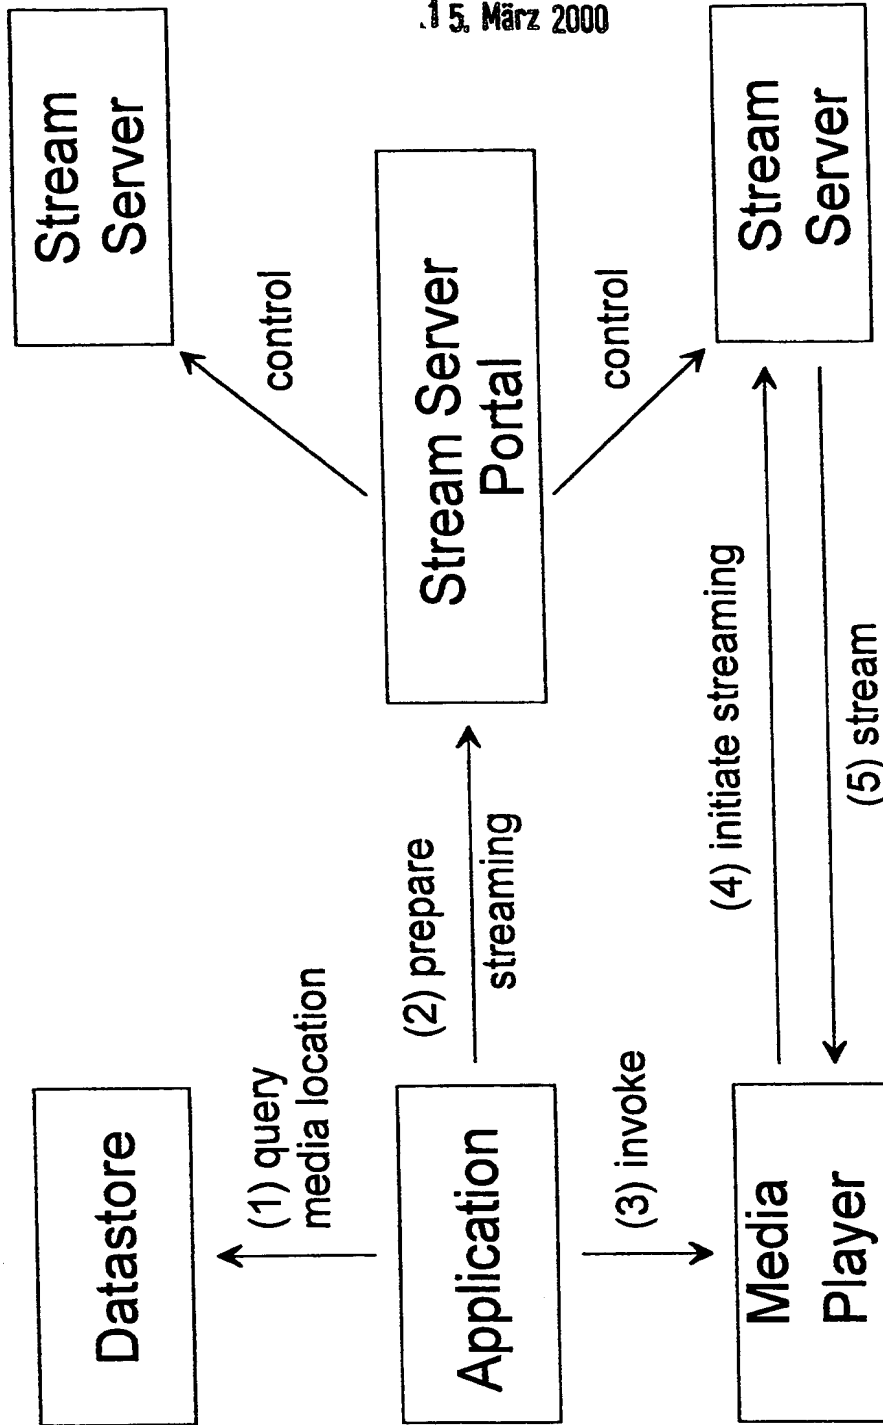 15. März 2000
Datastore
(1) query
media location
Application
(2) prepare
streaming
(3) invoke
Media
Player
Stream
Server
control
Stream Server
Portal
control
Stream
Server
(4) initiate streaming
(5) stream